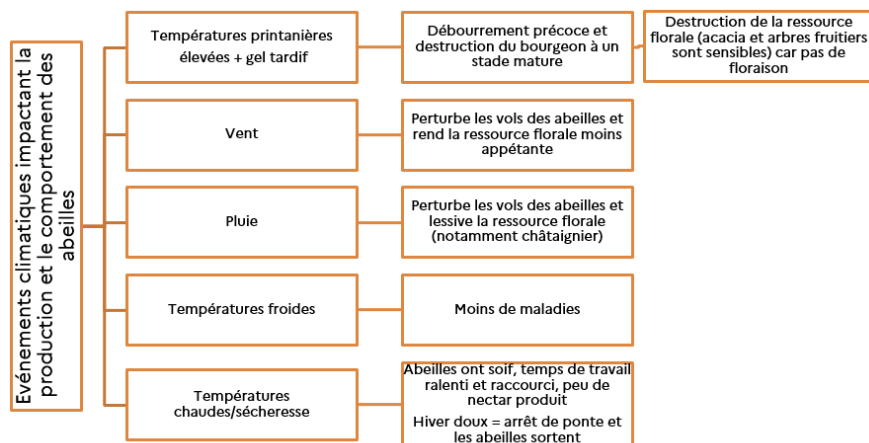 Evénements climatiques impactant la
production et le comportement des
abeilles
Températures printanières
élevées + gel tardif
Débourrement précoce et
destruction du bourgeon à un
stade mature
Destruction de la ressource
florale (acacia et arbres fruitiers
sont sensibles) car pas de
floraison
Vent
Perturbe les vols des abeilles et
rend la ressource florale moins
appétante
Pluie
Perturbe les vols des abeilles et
lessive la ressource florale
(notamment châtaignier)
Températures froides
Moins de maladies
Températures
chaudes/sécheresse
Abeilles ont soif, temps de travail
ralenti et raccourci, peu de
nectar produit
Hiver doux = arrêt de ponte et
les abeilles sortent